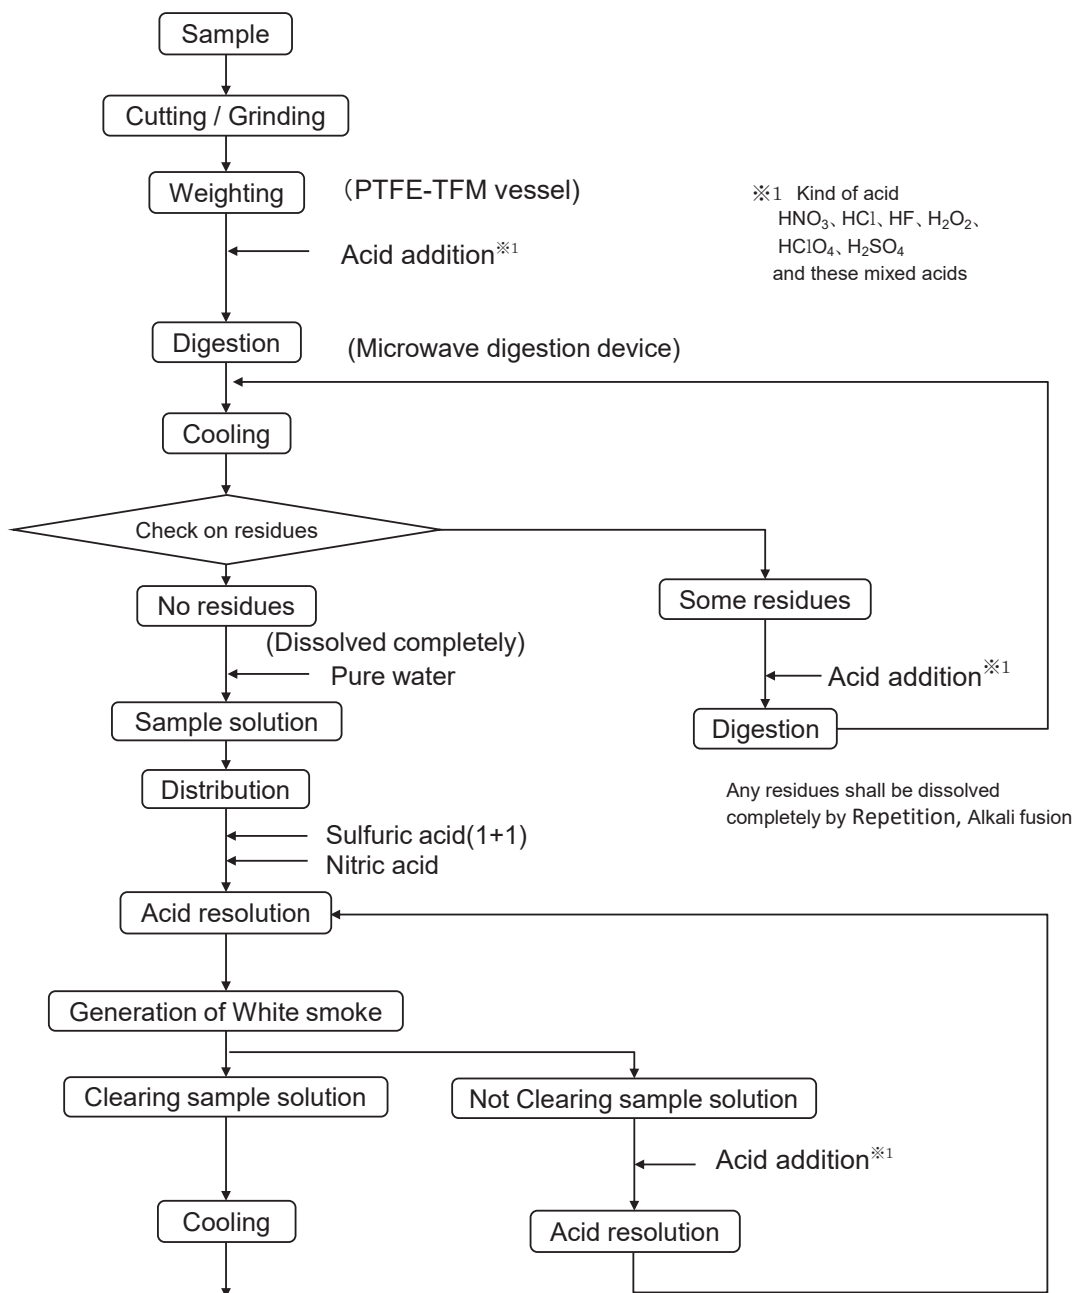 Sample
Cutting / Grinding
Weighting
（PTFE-TFM vessel)
※1 Kind of acid
HNO₃、HCl、HF、H₂O₂、
HClO₄、H₂SO₄
and these mixed acids
Acid addition※1
Digestion
(Microwave digestion device)
Cooling
Check on residues
No residues
Some residues
(Dissolved completely)
Pure water
Acid addition※1
Sample solution
Digestion
Distribution
Any residues shall be dissolved
completely by Repetition, Alkali fusion
Sulfuric acid(1+1)
Nitric acid
Acid resolution
Generation of White smoke
Clearing sample solution
Not Clearing sample solution
Acid addition※1
Cooling
Acid resolution